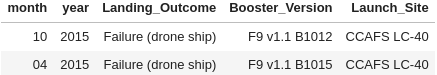 month year Landing_Outcome Booster_Version Launch_Site
10 2015 Failure (drone ship) F9 v1.1 B1012 CCAFS LC-40
04 2015 Failure (drone ship) F9 v1.1 B1015 CCAFS LC-40